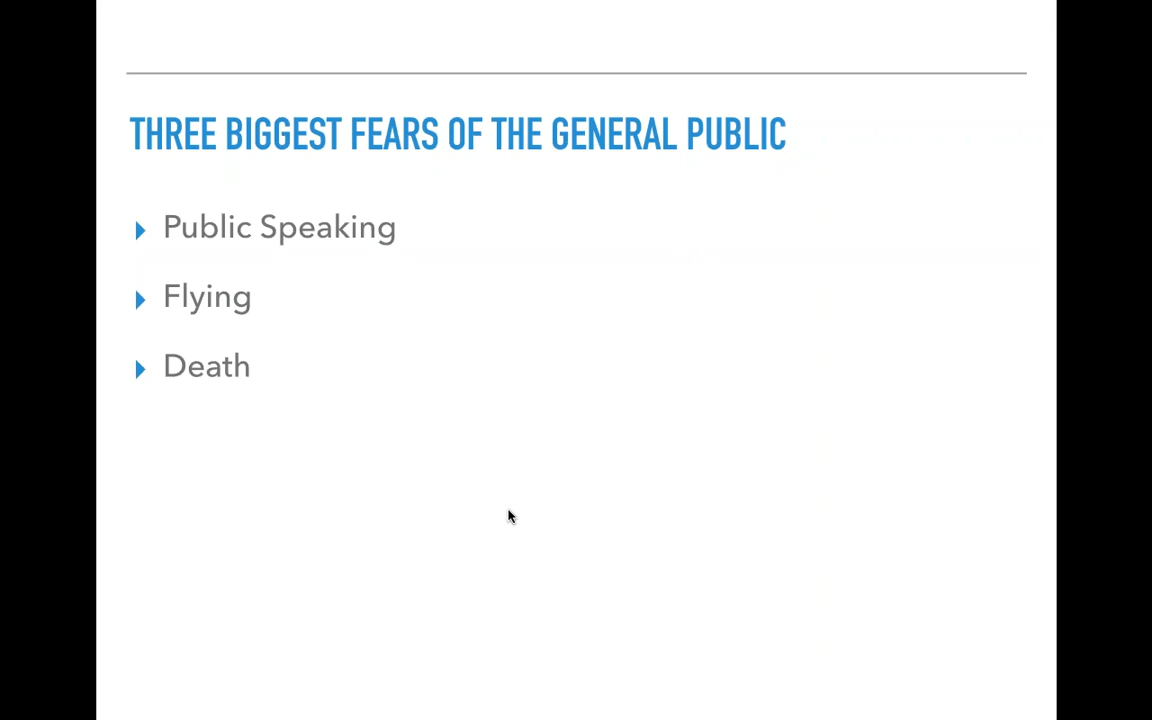 THREE BIGGEST FEARS OF THE GENERAL PUBLIC
Public Speaking
Flying
Death